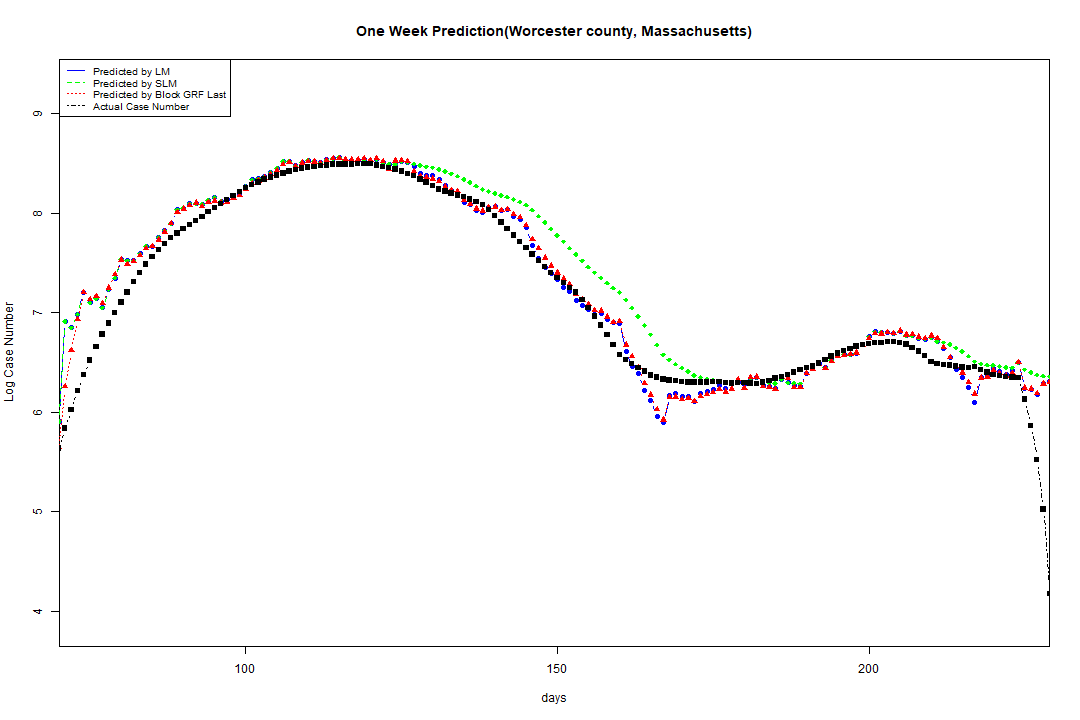 One Week Prediction(Worcester county, Massachusetts)
Predicted by LM
Predicted by SLM
Predicted by Block GRF Last
Actual Case Number
9
8
7
6
5
4
Log Case Number
100 150 200
days